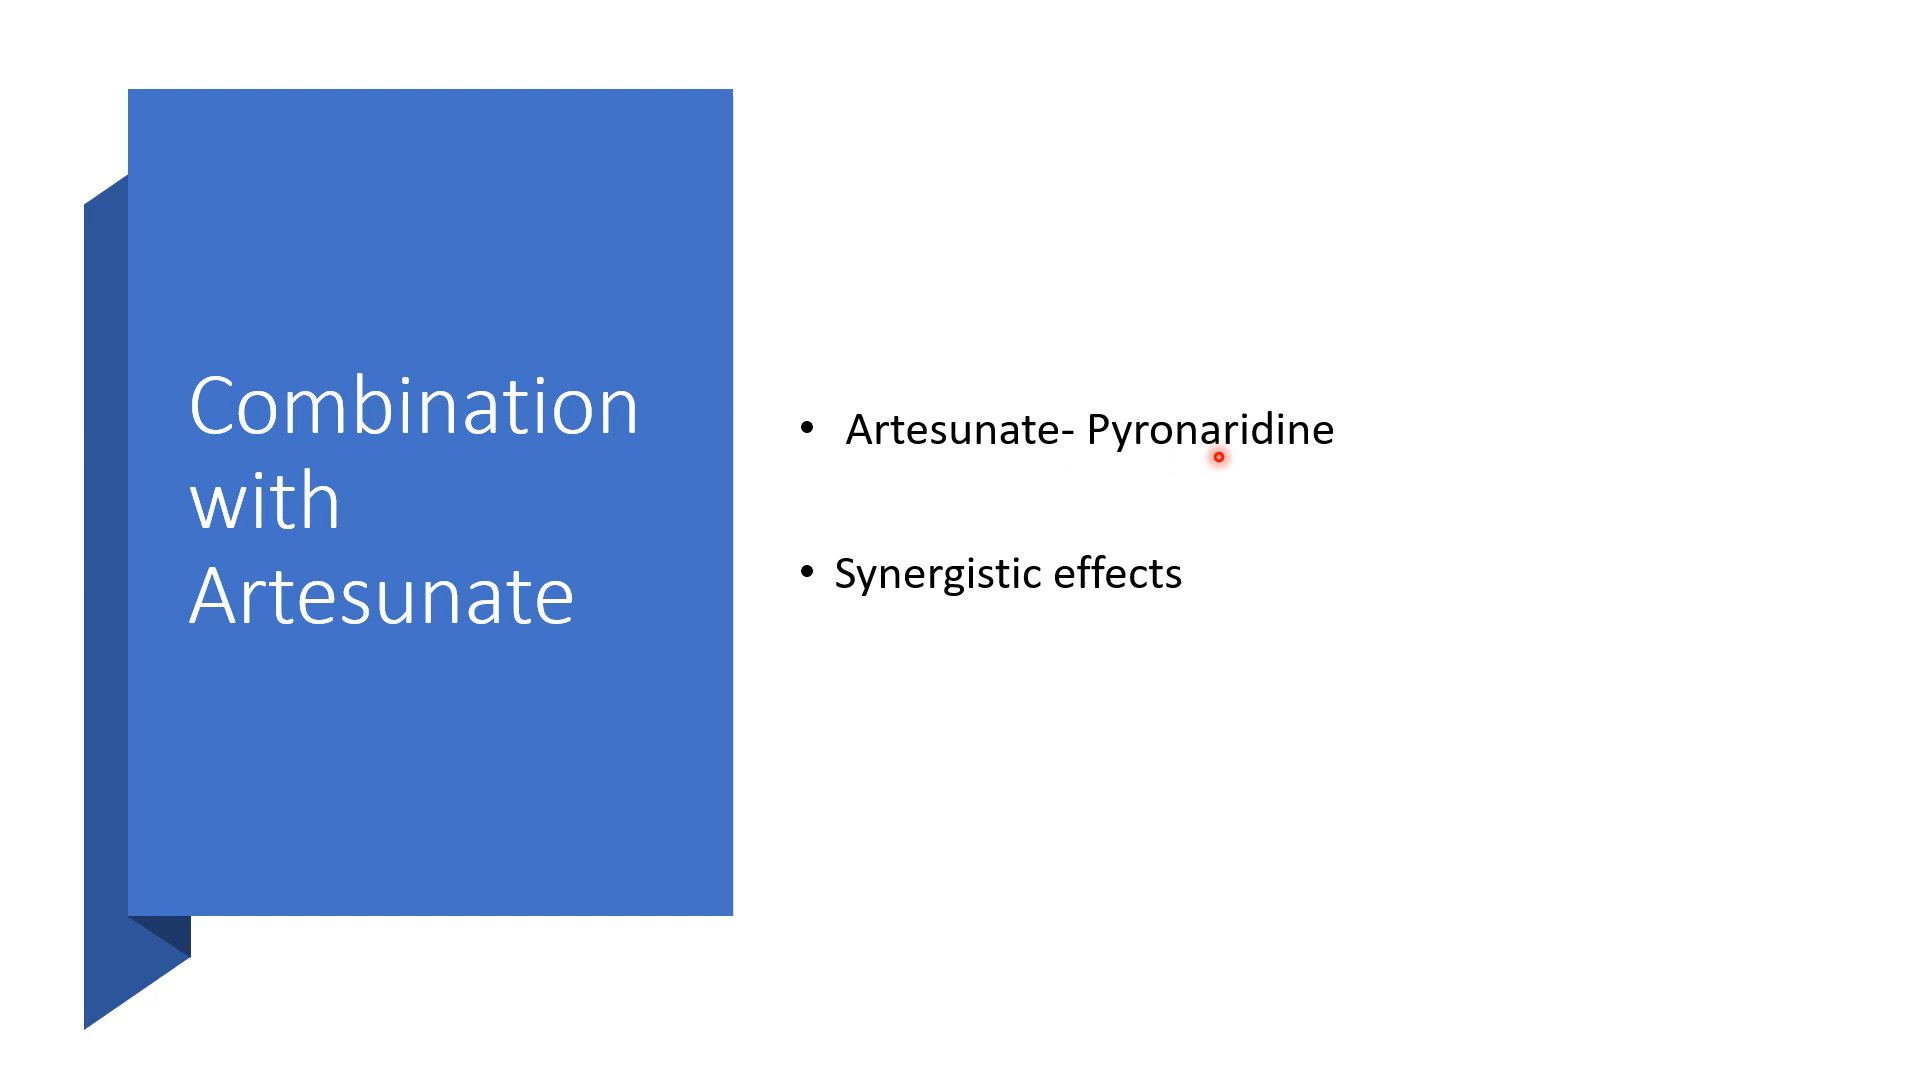 Combination
with
Artesunate
• Artesunate- Pyronaridine
• Synergistic effects